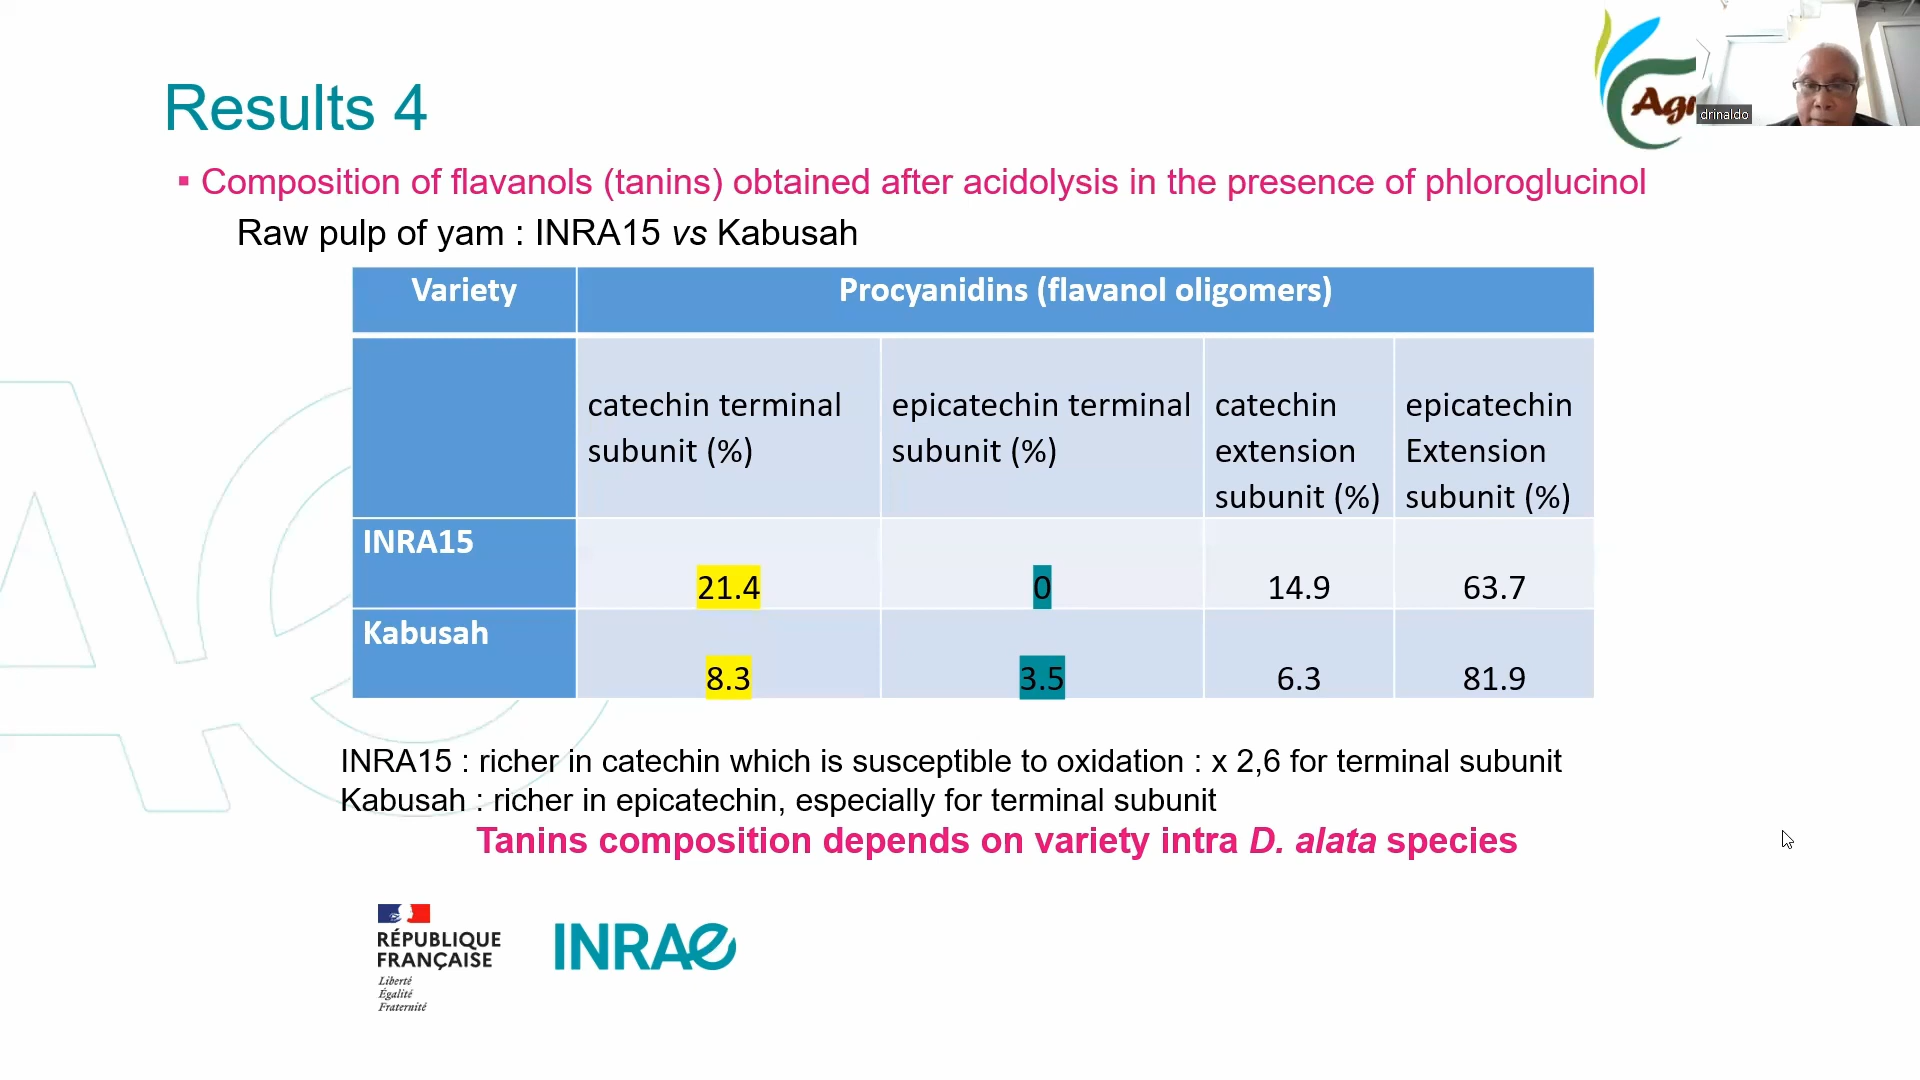 Results 4
Agr
drinaldo
▪ Composition of flavanols (tanins) obtained after acidolysis in the presence of phloroglucinol
Raw pulp of yam : INRA15 vs Kabusah
Variety
Procyanidins (flavanol oligomers)
catechin terminal
subunit (%)
epicatechin terminal
subunit (%)
catechin
extension
subunit (%)
epicatechin
Extension
subunit (%)
INRA15
21.4
0
14.9
63.7
Kabusah
8.3
3.5
6.3
81.9
INRA15 : richer in catechin which is susceptible to oxidation : x 2,6 for terminal subunit
Kabusah : richer in epicatechin, especially for terminal subunit
Tanins composition depends on variety intra D. alata species
RÉPUBLIQUE
FRANÇAISE
Liberté
Égalité
Fraternité
INRAE